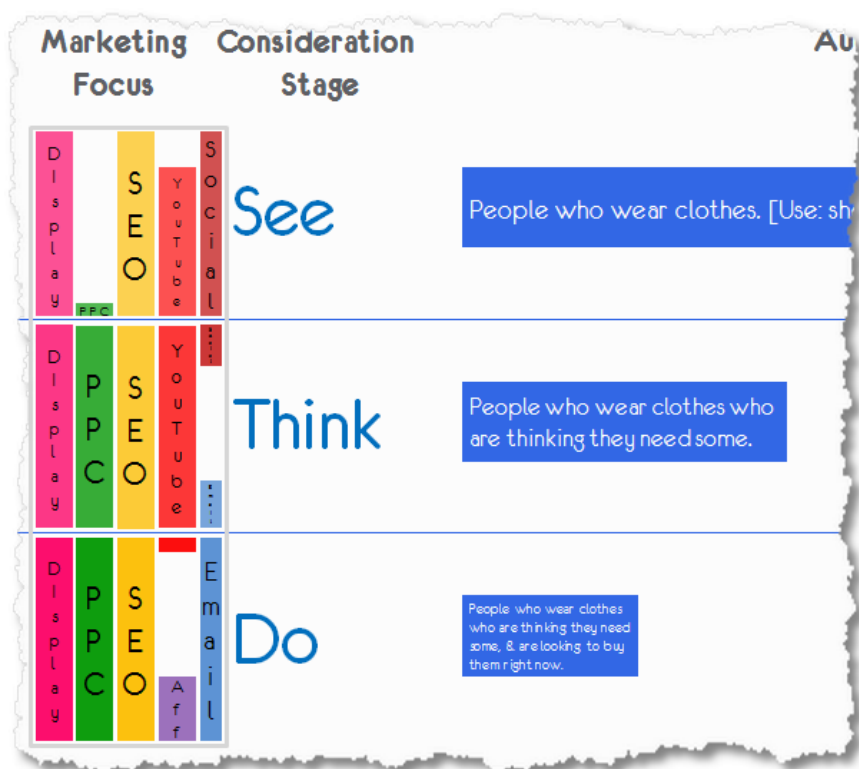 Marketing Focus
Consideration Stage
Au
Display
PPC
SEO
YouTube
Social
See
People who wear clothes. [Use: sh
Display
PPC
SEO
YouTube
Think
People who wear clothes who
are thinking they need some.
Display
PPC
SEO
Aff
Email
Do
People who wear clothes
who are thinking they need
some, & are looking to buy
them right now.